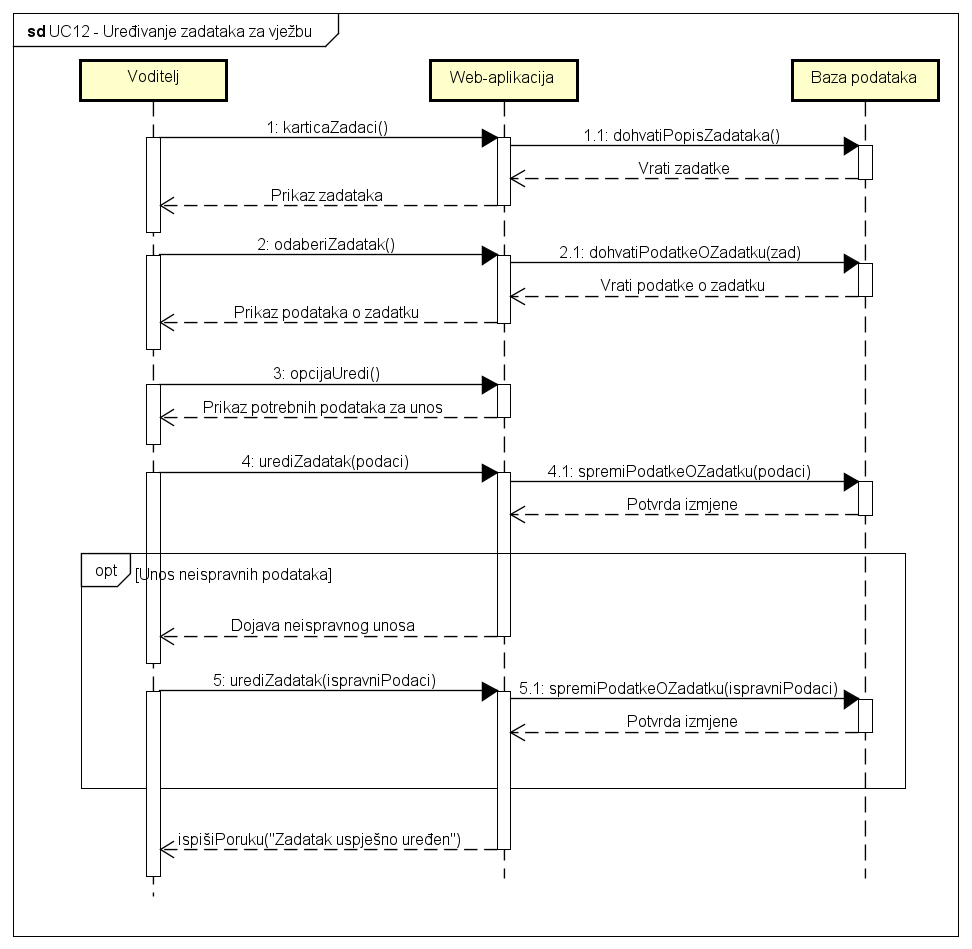 sd UC12 - Uređivanje zadataka za vježbu
Voditelj
Web-aplikacija
Baza podataka
1: karticaZadaci()
1.1: dohvatiPopisZadataka()
Vrati zadatke
Prikaz zadataka
2: odaberiZadatak()
2.1: dohvatiPodatkeOZadatku(zad)
Vrati podatke o zadatku
Prikaz podataka o zadatku
3: opcijaUredi()
Prikaz potrebnih podataka za unos
4: urediZadatak(podaci)
4.1: spremiPodatkeOZadatku(podaci)
Potvrda izmjene
opt
[Unos neispravnih podataka]
Dojava neispravnog unosa
5: urediZadatak(ispravniPodaci)
5.1: spremiPodatkeOZadatku(ispravniPodaci)
Potvrda izmjene
ispišiPoruku("Zadatak uspješno uređen")